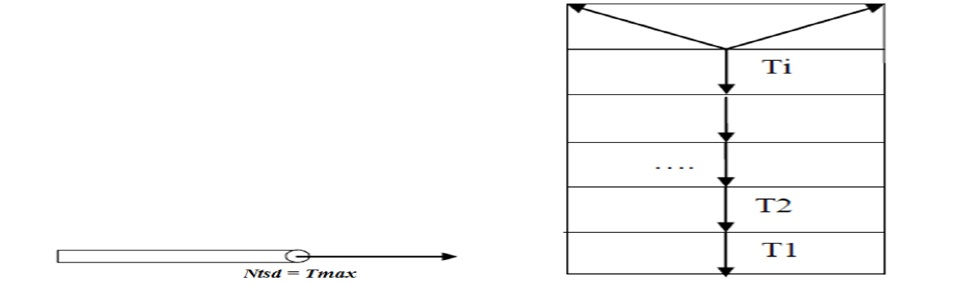 Ti
....
T2
T1
Ntsd = Tmax